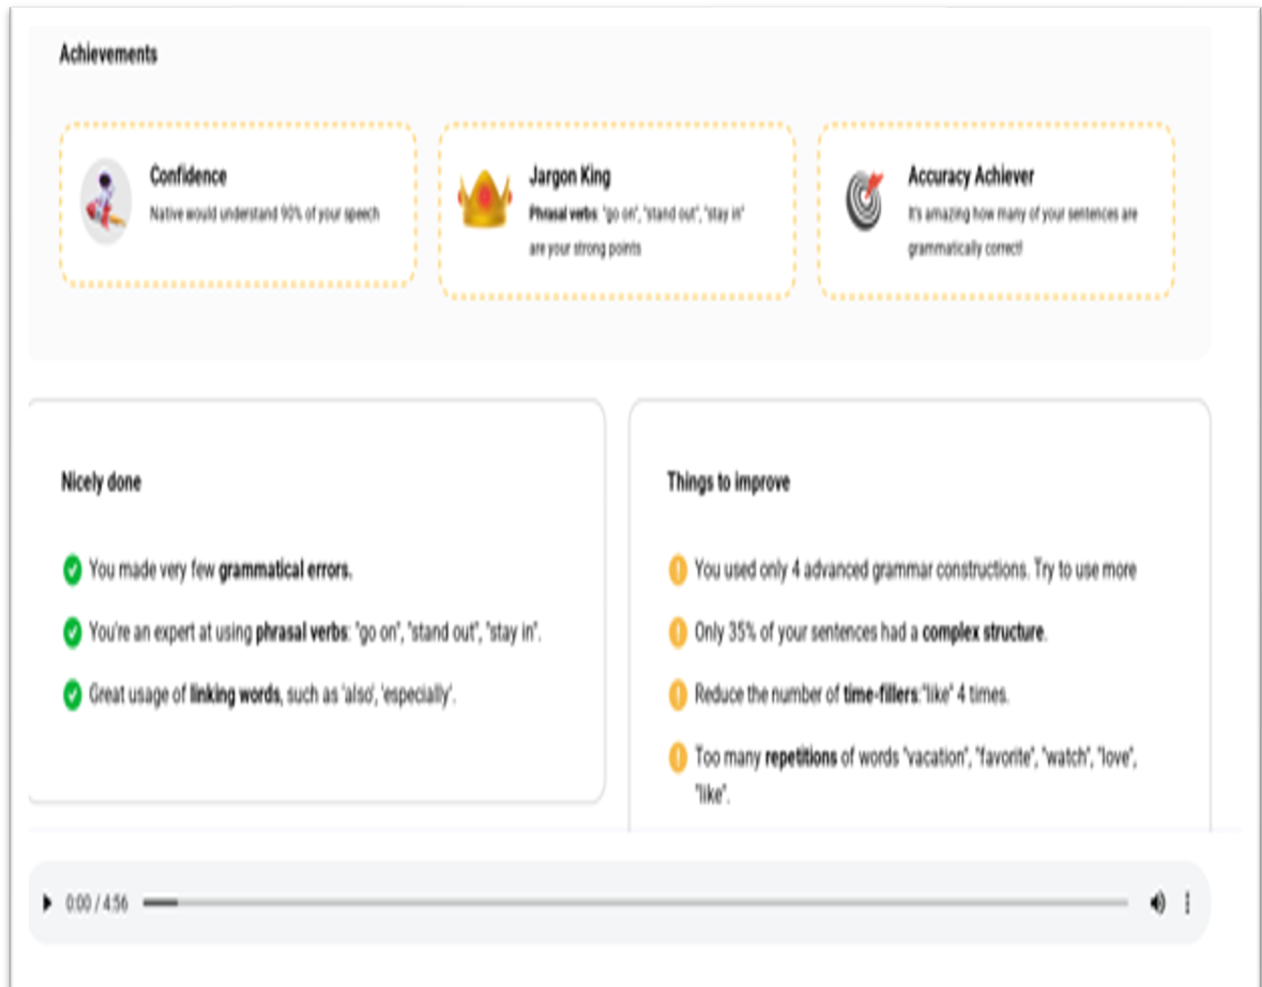 Achievements
Confidence
Native would understand 90% of your speech
Jargon King
Phrasal verbs: "go on", "stand out", "stay in"
are your strong points
Accuracy Achiever
It's amazing how many of your sentences are
grammatically correct!
Nicely done
You made very few grammatical errors.
You're an expert at using phrasal verbs: "go on", "stand out", "stay in".
Great usage of linking words, such as 'also', 'especially'.
Things to improve
You used only 4 advanced grammar constructions. Try to use more
Only 35% of your sentences had a complex structure.
Reduce the number of time-fillers:"like" 4 times.
Too many repetitions of words "vacation", "favorite", "watch", "love",
"like".
0:00 / 4:56